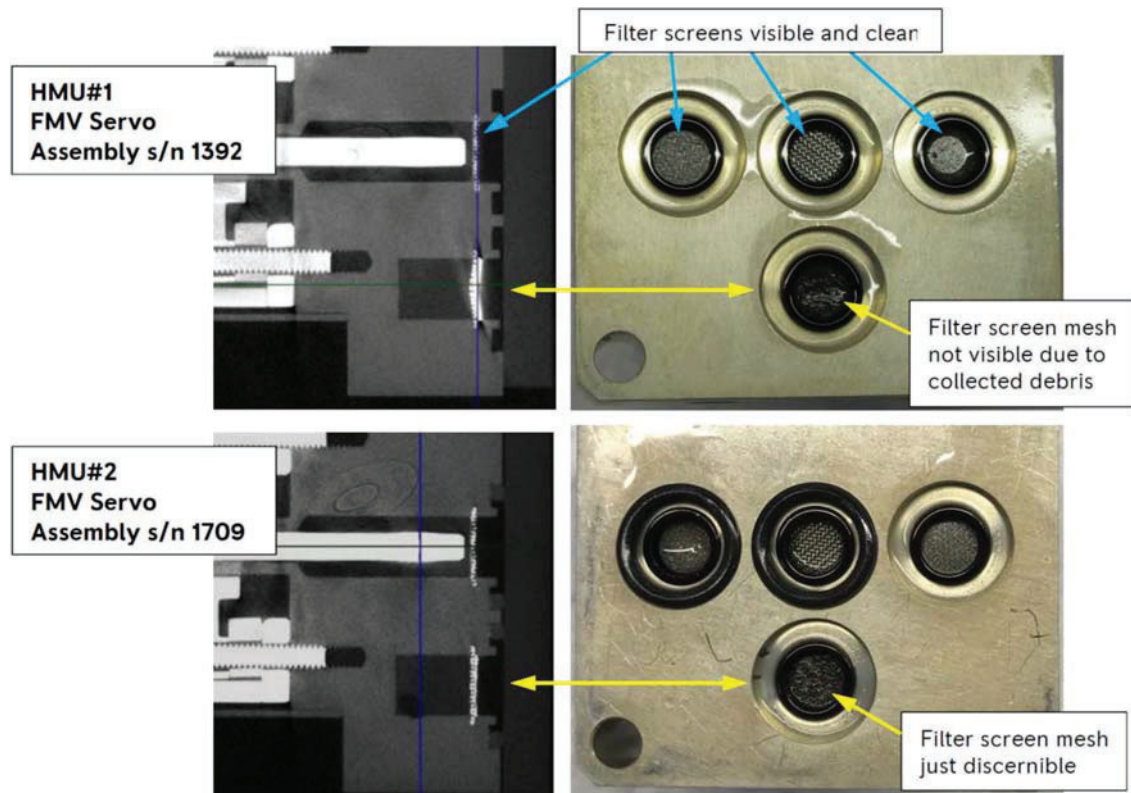 Filter screens visible and clean
HMU#1
FMV Servo
Assembly s/n 1392
Filter screen mesh
not visible due to
collected debris
HMU#2
FMV Servo
Assembly s/n 1709
Filter screen mesh
just discernible